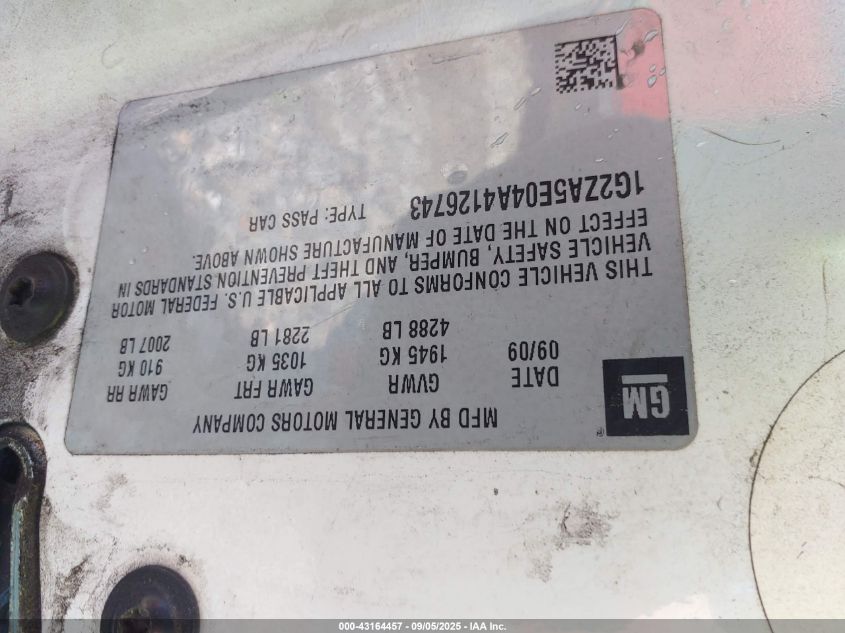 MFD BY GENERAL MOTORS COMPANY
GM
DATE GVWR GAWR FRT GAWR RR
09/09 1945 KG 1035 KG 910 KG
4288 LB 2281 LB 2007 LB
THIS VEHICLE CONFORMS TO ALL APPLICABLE U.S. FEDERAL MOTOR
VEHICLE SAFETY, BUMPER, AND THEFT PREVENTION STANDARDS IN
EFFECT ON THE DATE OF MANUFACTURE SHOWN ABOVE.
1G2ZA5E04A4126743 TYPE: PASS CAR
000-43164457 - 09/05/2025 - IAA Inc.